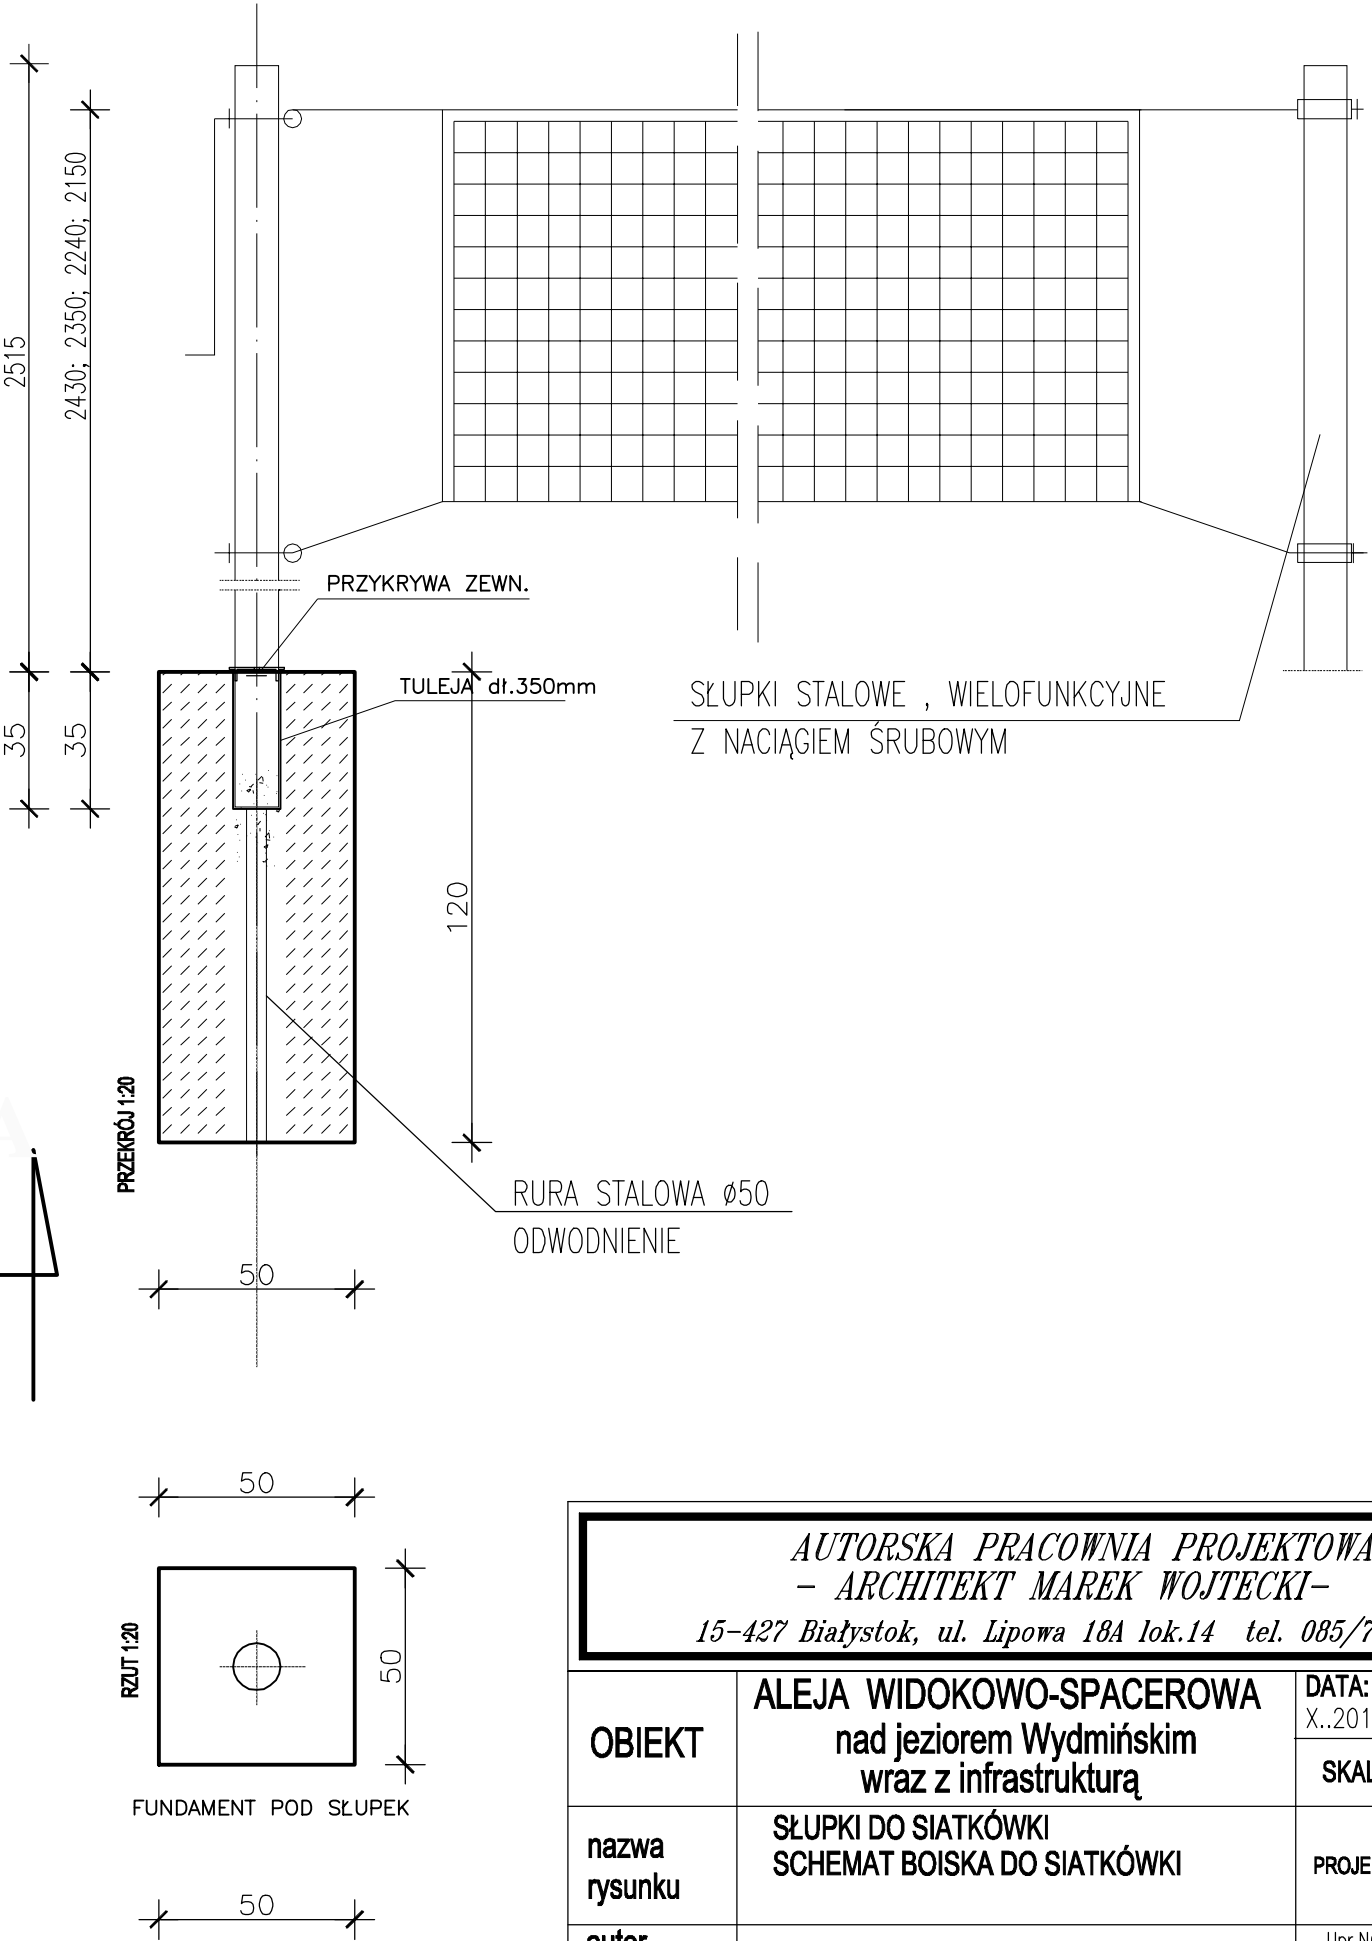 2515
2430; 2350; 2240; 2150
PRZYKRYWA ZEWN.
TULEJA dł.350mm
SŁUPKI STALOWE , WIELOFUNKCYJNE
Z NACIĄGIEM ŚRUBOWYM
35
35
120
PRZEKRÓJ 1:20
RURA STALOWA ø50
ODWODNIENIE
50
50
50
RZUT 1:20
FUNDAMENT POD SŁUPEK
50
AUTORSKA PRACOWNIA PROJEKTOWA
- ARCHITEKT MAREK WOJTECKI-
15-427 Białystok, ul. Lipowa 18A lok.14 tel. 085/7
OBIEKT
ALEJA WIDOKOWO-SPACEROWA
nad jeziorem Wydmińskim
wraz z infrastrukturą
DATA:
X..201
SKAL
nazwa
rysunku
SŁUPKI DO SIATKÓWKI
SCHEMAT BOISKA DO SIATKÓWKI
PROJE
autor